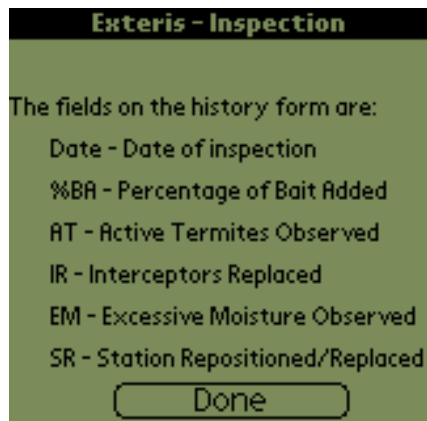 Exteris - Inspection
The fields on the history form are:
Date - Date of inspection
%BA - Percentage of Bait Added
AT - Active Termites Observed
IR - Interceptors Replaced
EM - Excessive Moisture Observed
SR - Station Repositioned/Replaced
Done